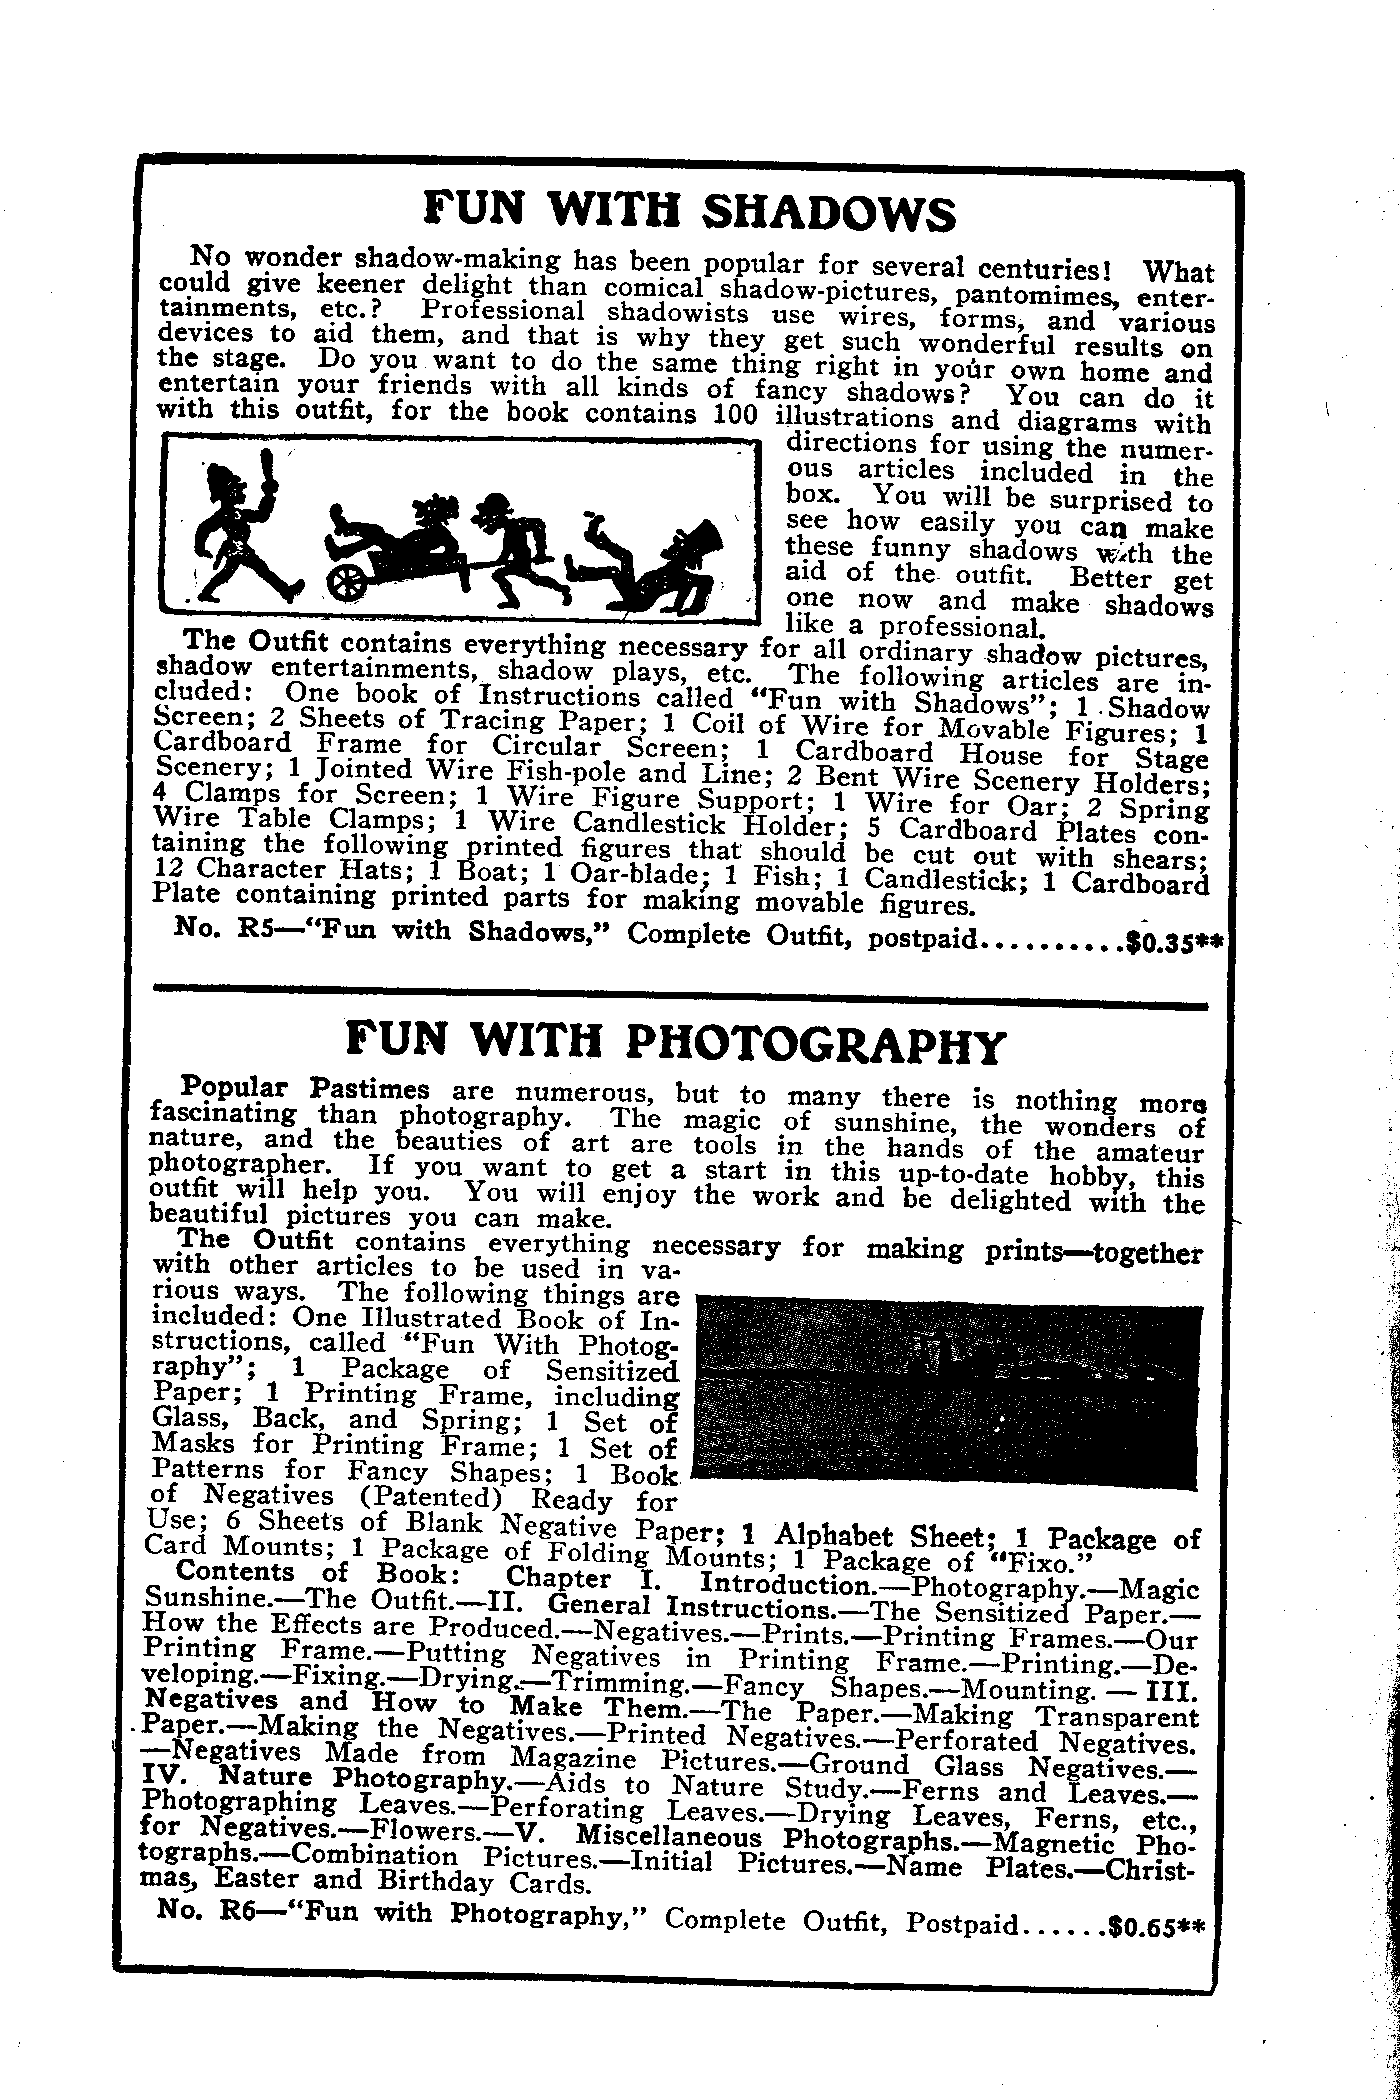 FUN WITH SHADOWS
No wonder shadow-making has been popular for several centuries! What
could give keener delight than comical shadow-pictures, pantomimes, enter-
tainments, etc.? Professional shadowists use wires, forms, and various
devices to aid them, and that is why they get such wonderful results on
the stage. Do you want to do the same thing right in your own home and
entertain your friends with all kinds of fancy shadows? You can do it
with this outfit, for the book contains 100 illustrations and diagrams with
directions for using the numer-
ous articles included in the
box. You will be surprised to
see how easily you can make
these funny shadows with the
aid of the outfit. Better get
one now and make shadows
like a professional.
The Outfit contains everything necessary for all ordinary shadow pictures,
shadow entertainments, shadow plays, etc. The following articles are in-
cluded: One book of Instructions called "Fun with Shadows"; 1 Shadow
Screen; 2 Sheets of Tracing Paper; 1 Coil of Wire for Movable Figures; 1
Cardboard Frame for Circular Screen; 1 Cardboard House for Stage
Scenery; 1 Jointed Wire Fish-pole and Line; 2 Bent Wire Scenery Holders;
4 Clamps for Screen; 1 Wire Figure Support; 1 Wire for Oar; 2 Spring
Wire Table Clamps; 1 Wire Candlestick Holder; 5 Cardboard Plates con-
taining the following printed figures that should be cut out with shears;
12 Character Hats; 1 Boat; 1 Oar-blade; 1 Fish; 1 Candlestick; 1 Cardboard
Plate containing printed parts for making movable figures.
No. R5—"Fun with Shadows," Complete Outfit, postpaid..........$0.35**
FUN WITH PHOTOGRAPHY
Popular Pastimes are numerous, but to many there is nothing more
fascinating than photography. The magic of sunshine, the wonders of
nature, and the beauties of art are tools in the hands of the amateur
photographer. If you want to get a start in this up-to-date hobby, this
outfit will help you. You will enjoy the work and be delighted with the
beautiful pictures you can make.
The Outfit contains everything necessary for making prints—together
with other articles to be used in va-
rious ways. The following things are
included: One Illustrated Book of In-
structions, called "Fun With Photog-
raphy"; 1 Package of Sensitized
Paper; 1 Printing Frame, including
Glass, Back, and Spring; 1 Set of
Masks for Printing Frame; 1 Set of
Patterns for Fancy Shapes; 1 Book
of Negatives (Patented) Ready for
Use; 6 Sheets of Blank Negative Paper; 1 Alphabet Sheet; 1 Package of
Card Mounts; 1 Package of Folding Mounts; 1 Package of "Fixo."
Contents of Book: Chapter I. Introduction.—Photography.—Magic
Sunshine.—The Outfit.—II. General Instructions.—The Sensitized Paper.—
How the Effects are Produced.—Negatives.—Prints.—Printing Frames.—Our
Printing Frame.—Putting Negatives in Printing Frame.—Printing.—De-
veloping.—Fixing.—Drying.—Trimming.—Fancy Shapes.—Mounting. — III.
Negatives and How to Make Them.—The Paper.—Making Transparent
Paper.—Making the Negatives.—Printed Negatives.—Perforated Negatives.
—Negatives Made from Magazine Pictures.—Ground Glass Negatives.—
IV. Nature Photography.—Aids to Nature Study.—Ferns and Leaves.—
Photographing Leaves.—Perforating Leaves.—Drying Leaves, Ferns, etc.,
for Negatives.—Flowers.—V. Miscellaneous Photographs.—Magnetic Pho-
tographs.—Combination Pictures.—Initial Pictures.—Name Plates.—Christ-
mas, Easter and Birthday Cards.
No. R6—"Fun with Photography," Complete Outfit, Postpaid......$0.65**